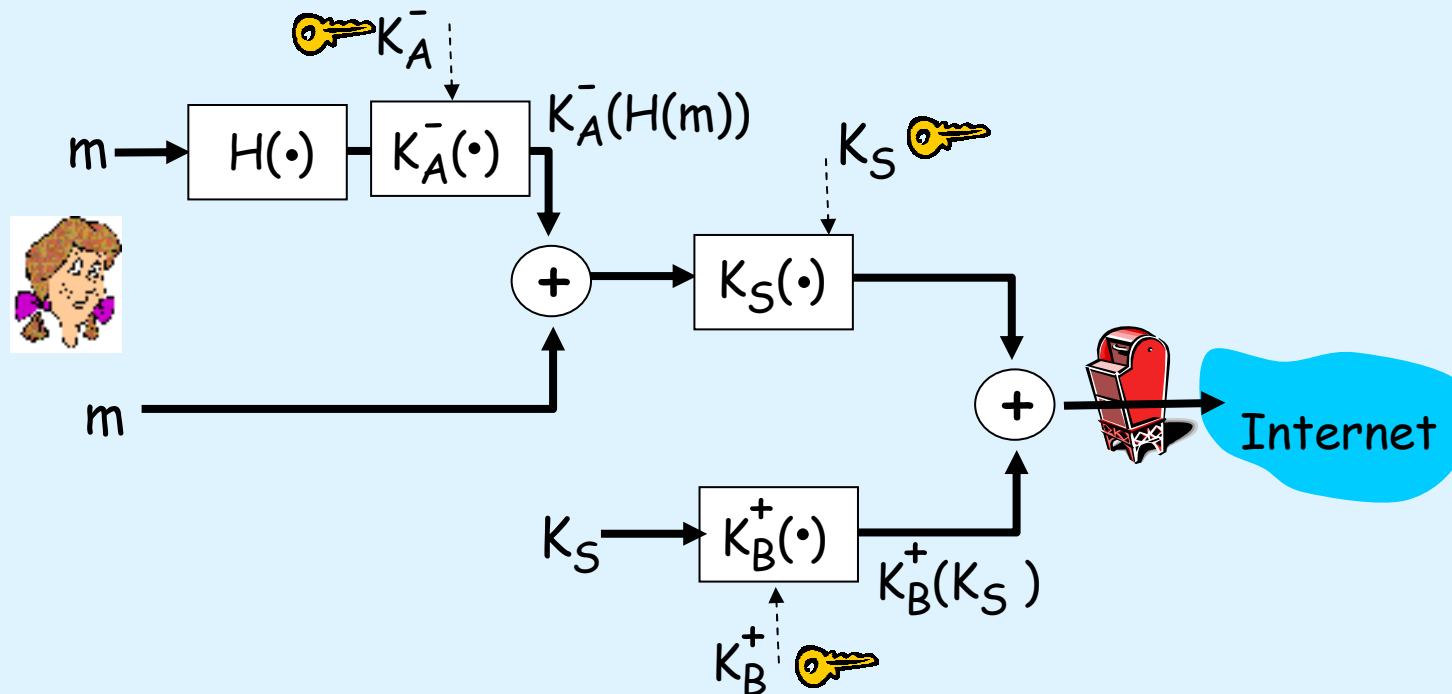 K_A^-
m
H(•)
K_A^-(•)
K_A^-(H(m))
K_S
+
K_S(•)
m
+
Internet
K_S
K_B^+(•)
K_B^+(K_S )
K_B^+